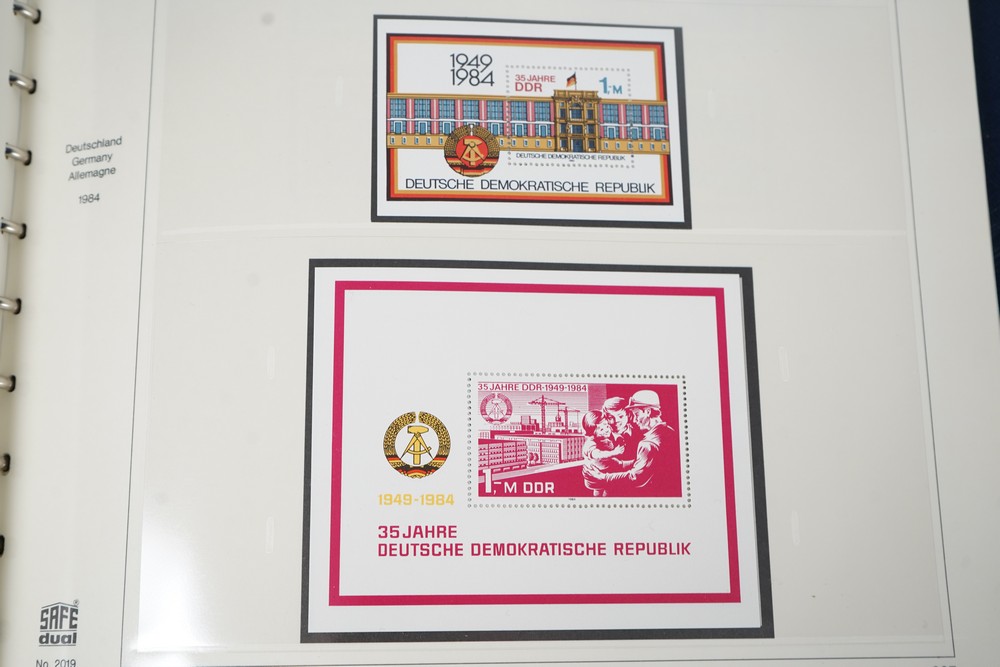 Deutschland
Germany
Allemagne
1984
1949
1984
35 JAHRE
DDR
1,-M
DEUTSCHE DEMOKRATISCHE REPUBLIK
DEUTSCHE DEMOKRATISCHE REPUBLIK
35 JAHRE DDR·1949-1984
1,- M DDR
1949-1984
35 JAHRE
DEUTSCHE DEMOKRATISCHE REPUBLIK
SAFE®
dual
No. 2019